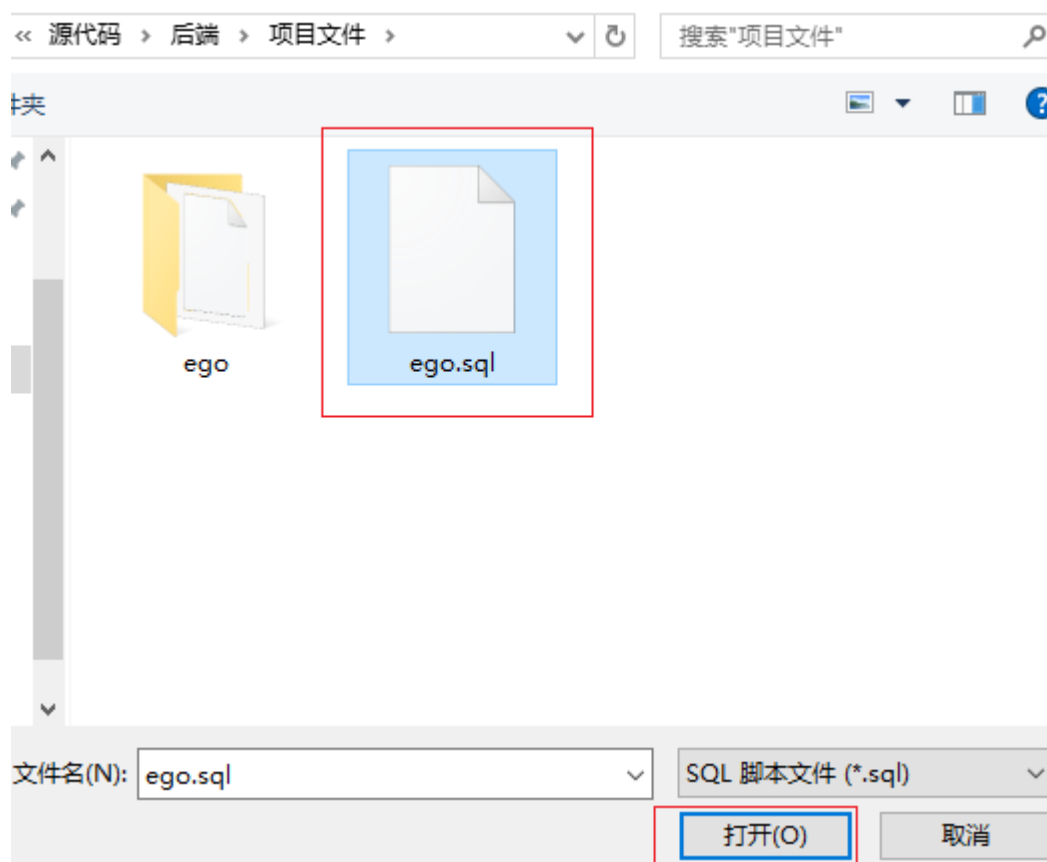 « 源代码 › 后端 › 项目文件 ›
搜索"项目文件"
夹
ego
ego.sql
文件名(N): ego.sql
SQL 脚本文件 (*.sql)
打开(O)
取消